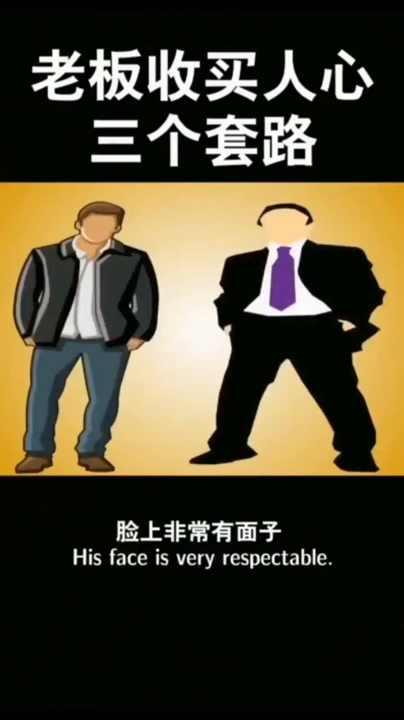 老板收买人心
三个套路
脸上非常有面子
His face is very respectable.